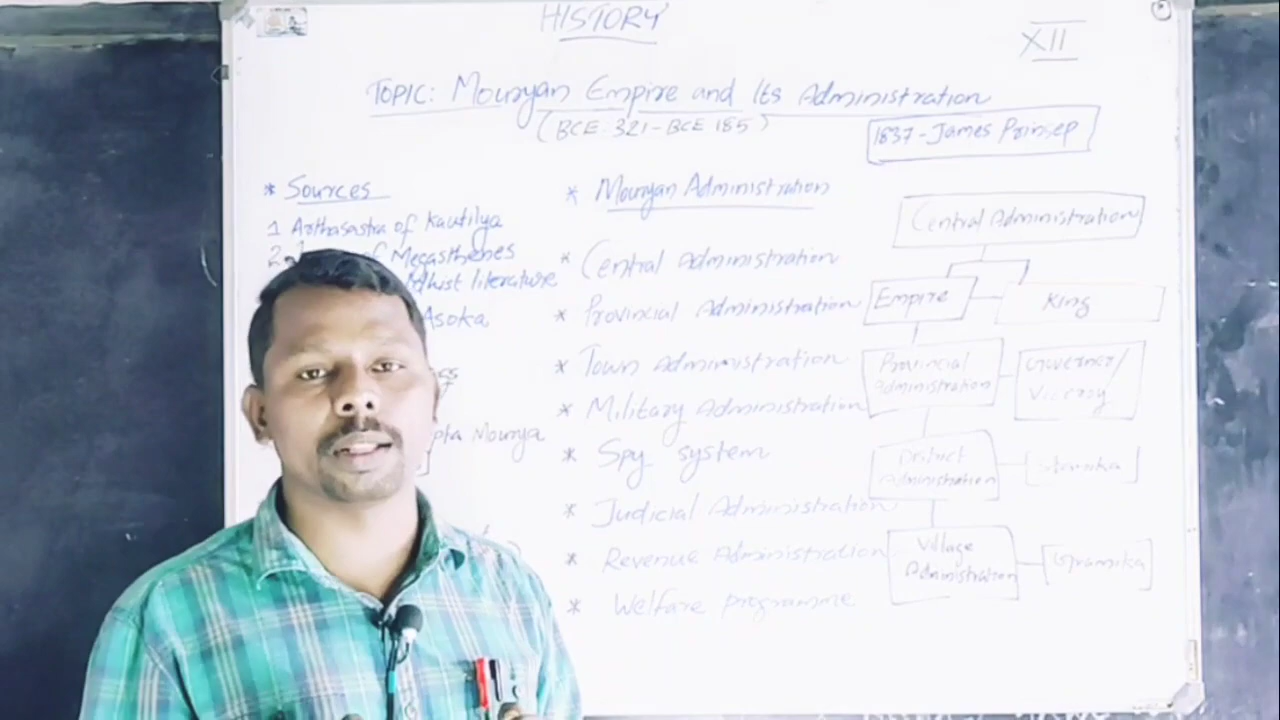 HISTORY
XII
TOPIC: Mouryan Empire and Its Administration
(BCE: 321-BCE 185)
1837-James Prinsep
* Sources
1 Arthasastra of Kautilya
2 of Megasthenes
literature
Asoka
Mourya
* Mouryan Administration
* Central Administration
* Provincial Administration
* Town Administration
* Military Administration
* Spy system
* Judicial Administration
* Revenue Administration
* Welfare programme
Central Administration
Empire
King
Provincial
Administration
Governor/
Viceroy
District
Administration
Village
Administration
Gramika